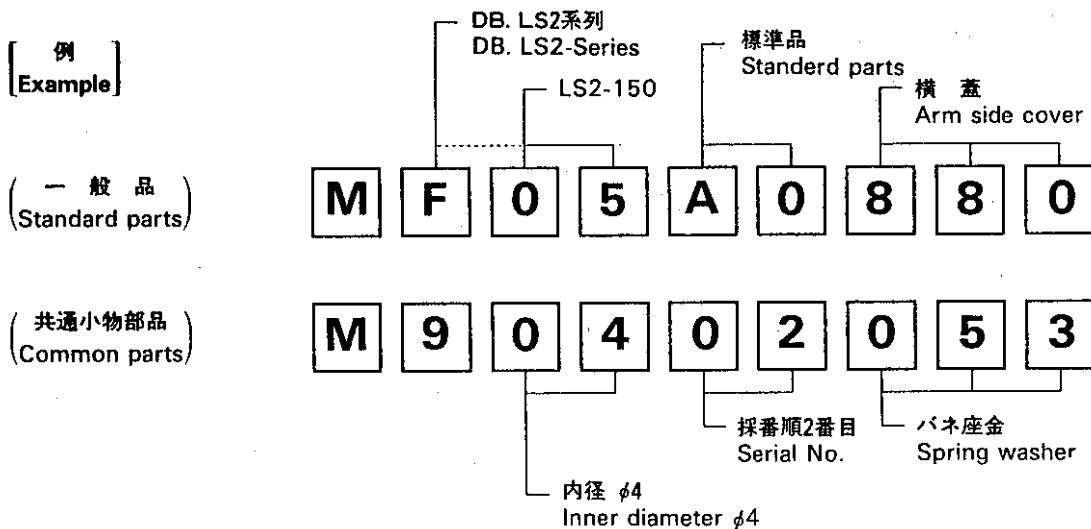 例
Example
DB. LS2系列
DB. LS2-Series
LS2-150
標準品
Standerd parts
横 蓋
Arm side cover
(一 般 品
Standard parts)
M F 0 5 A 0 8 8 0
(共通小物部品
Common parts)
M 9 0 4 0 2 0 5 3
採番順2番目
Serial No.
バネ座金
Spring washer
内径 φ4
Inner diameter φ4